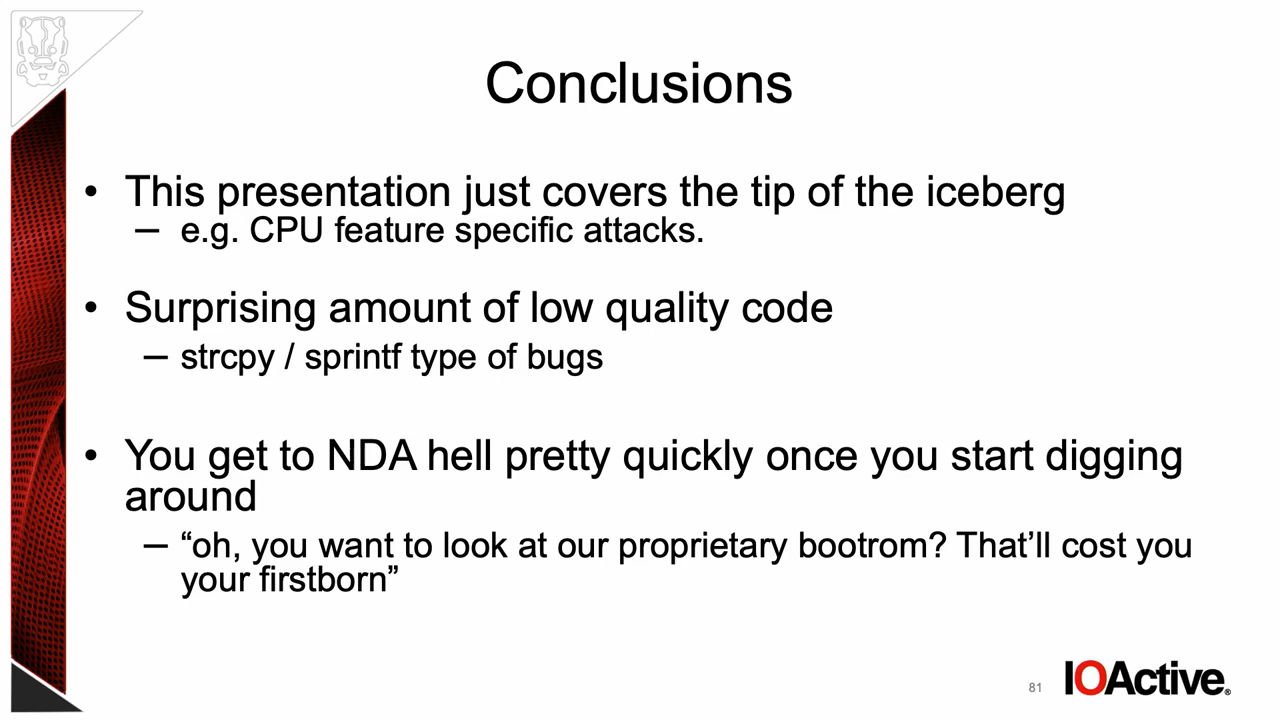 Conclusions
• This presentation just covers the tip of the iceberg
– e.g. CPU feature specific attacks.
• Surprising amount of low quality code
– strcpy / sprintf type of bugs
• You get to NDA hell pretty quickly once you start digging
around
– “oh, you want to look at our proprietary bootrom? That’ll cost you
your firstborn”
81
IOActive®